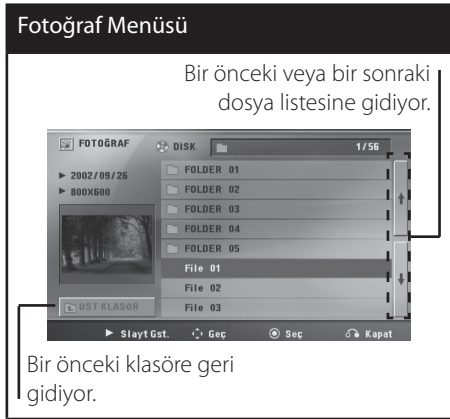 Fotoğraf Menüsü
Bir önceki veya bir sonraki
dosya listesine gidiyor.
FOTOĞRAF
DİSK
1/56
2002/09/26
800X600
FOLDER 01
FOLDER 02
FOLDER 03
FOLDER 04
FOLDER 05
File 01
File 02
File 03
ÜST KLASÖR
Slayt Gst. Geç Seç Kapat
Bir önceki klasöre geri
gidiyor.